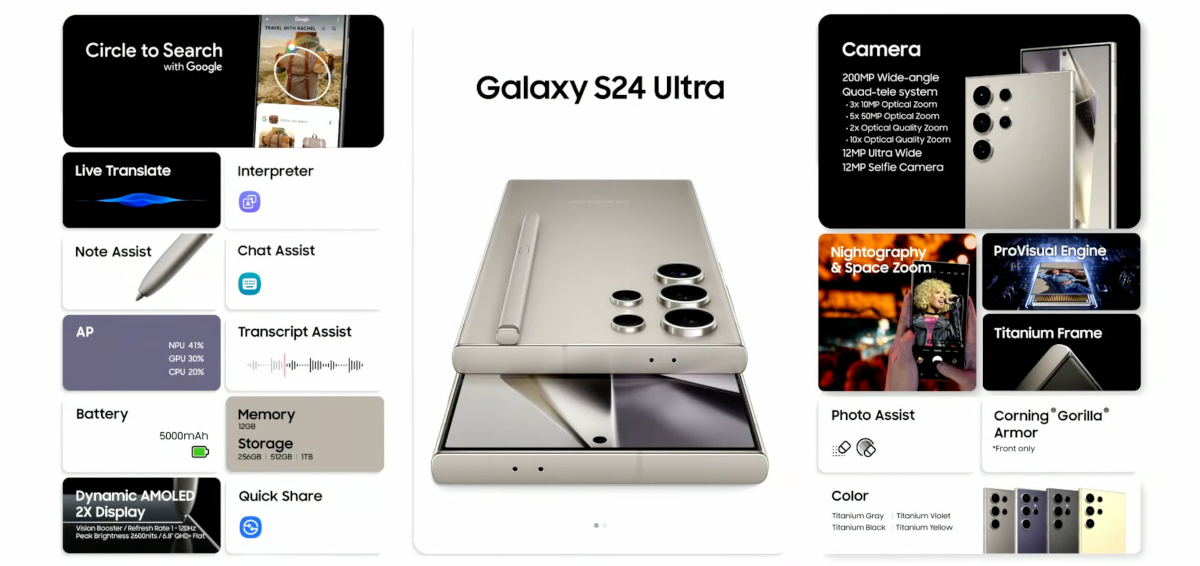 Circle to Search
with Google
Google
TRAVEL WITH RACHEL
Live Translate
Interpreter
Note Assist
Chat Assist
AP
NPU 41%
GPU 30%
CPU 20%
Transcript Assist
Battery
5000mAh
Memory
12GB
Storage
256GB | 512GB | 1TB
Dynamic AMOLED
2X Display
Vision Booster / Refresh Rate 1 - 120Hz
Peak Brightness 2600nits / 6.8" QHD+ Flat
Quick Share
Galaxy S24 Ultra
SAMSUNG
Camera
200MP Wide-angle
Quad-tele system
• 3x 10MP Optical Zoom
• 5x 50MP Optical Zoom
• 2x Optical Quality Zoom
• 10x Optical Quality Zoom
12MP Ultra Wide
12MP Selfie Camera
Nightography
& Space Zoom
ProVisual Engine
Titanium Frame
Photo Assist
Corning® Gorilla®
Armor
*Front only
Color
Titanium Gray | Titanium Violet
Titanium Black | Titanium Yellow